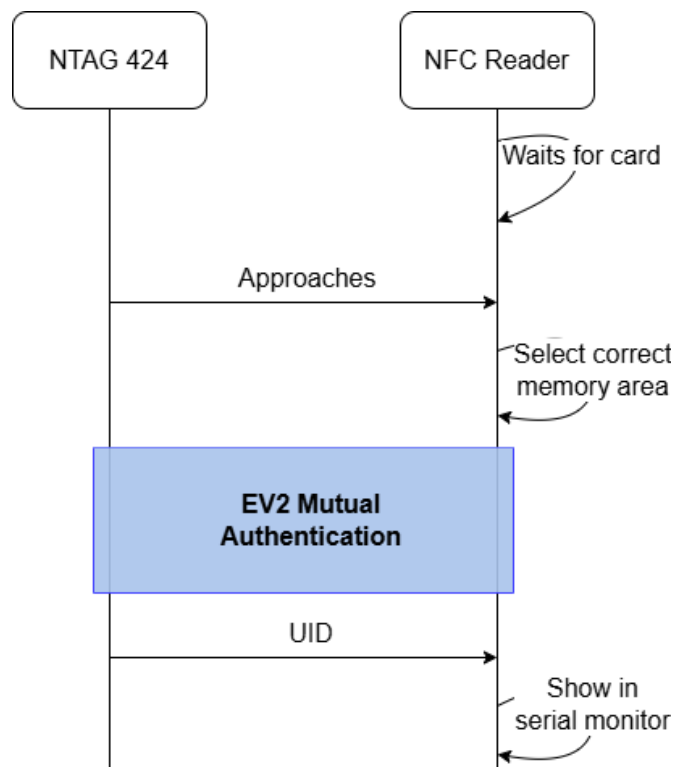 NTAG 424
NFC Reader
Waits for card
Approaches
Select correct
memory area
EV2 Mutual
Authentication
UID
Show in
serial monitor